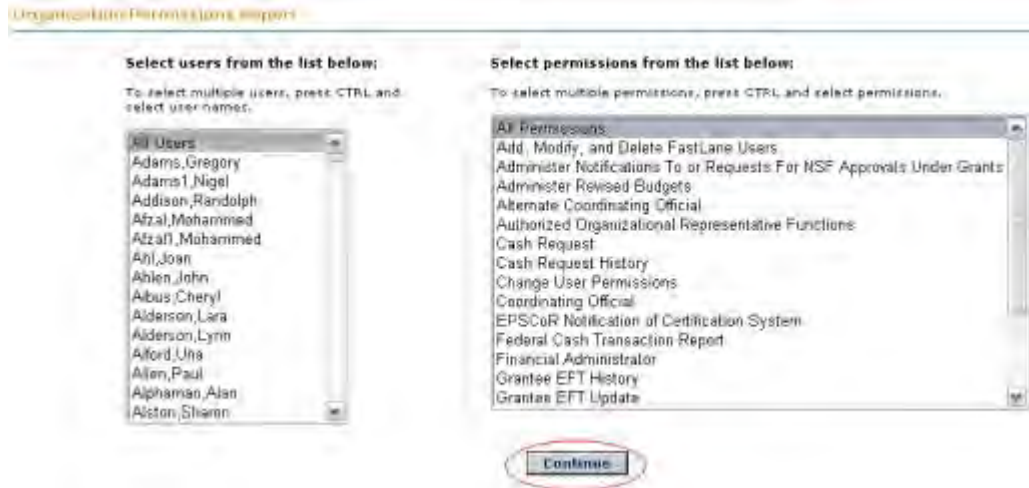 Organization Permissions Report
Select users from the list below:
To select multiple users, press CTRL and
select user names.
All Users
Adams,Gregory
Adams1,Nigel
Addison,Randolph
Afzal,Mohammed
Afzal1,Mohammed
Ahl,Joan
Ahlen,John
Albus,Cheryl
Alderson,Lara
Alderson,Lynn
Alford,Una
Allen,Paul
Alphaman,Alan
Alston,Sharon
Select permissions from the list below:
To select multiple permissions, press CTRL and select permissions.
All Permissions
Add, Modify, and Delete FastLane Users
Administer Notifications To or Requests For NSF Approvals Under Grants
Administer Revised Budgets
Alternate Coordinating Official
Authorized Organizational Representative Functions
Cash Request
Cash Request History
Change User Permissions
Coordinating Official
EPSCoR Notification of Certification System
Federal Cash Transaction Report
Financial Administrator
Grantee EFT History
Grantee EFT Update
Continue